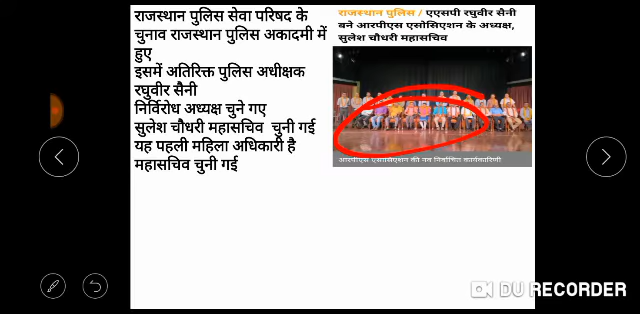 राजस्थान पुलिस सेवा परिषद के
चुनाव राजस्थान पुलिस अकादमी में
हुए
इसमें अतिरिक्त पुलिस अधीक्षक
रघुवीर सैनी
निर्विरोध अध्यक्ष चुने गए
सुलेश चौधरी महासचिव चुनी गई
यह पहली महिला अधिकारी है
महासचिव चुनी गई
राजस्थान पुलिस / एएसपी रघुवीर सैनी
बने आरपीएस एसोसिएशन के अध्यक्ष,
सुलेश चौधरी महासचिव
आरपीएस एसोसिएशन की नव निर्वाचित कार्यकारिणी
DU RECORDER